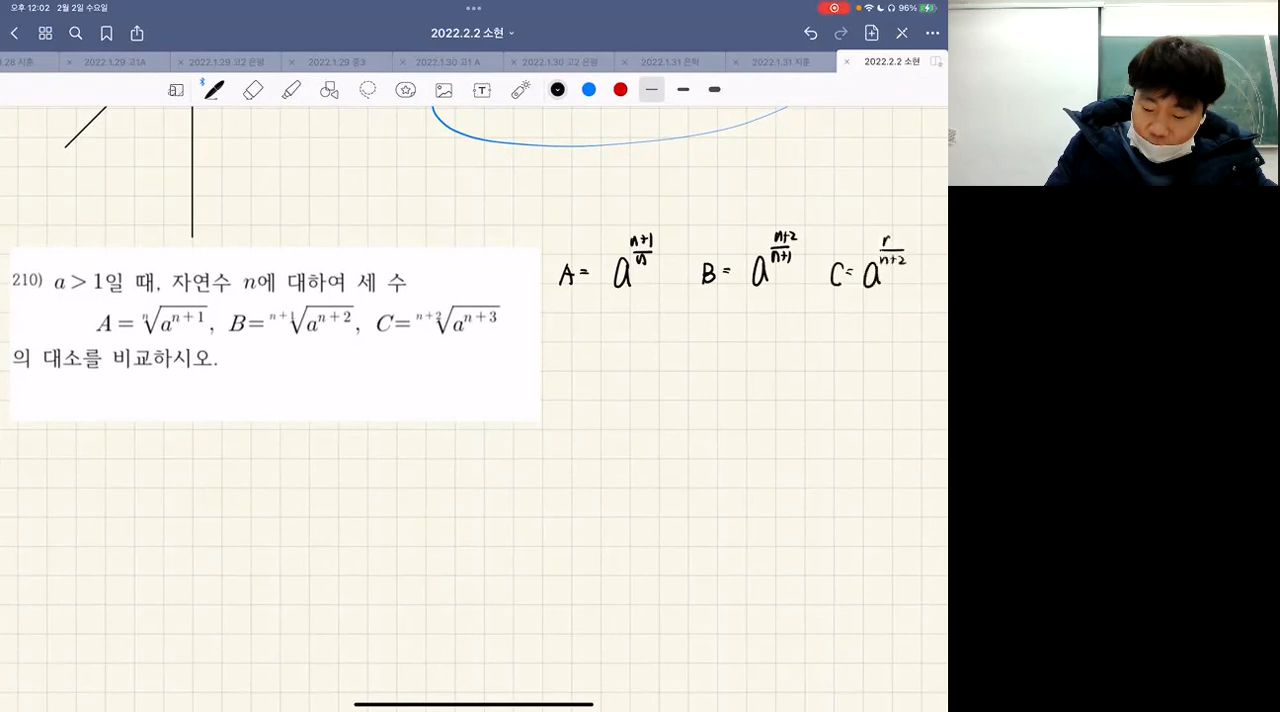 오후 12:02 2월 2일 수요일
96%
2022.2.2 소현
1.28 시훈
2022.1.29 고1A
2022.1.29 고2 은평
2022.1.29 중3
2022.1.30 고1 A
2022.1.30 고2 은평
2022.1.31 은혁
2022.1.31 지훈
2022.2.2 소현
210) a > 1일 때, 자연수 n에 대하여 세 수
A = ⁿ√(a^{n+1}), B = ^{n+1}√(a^{n+2}), C = ^{n+2}√(a^{n+3})
의 대소를 비교하시오.
A = a^{(n+1)/n} B = a^{(n+2)/(n+1)} C = a^{r/(n+2)}